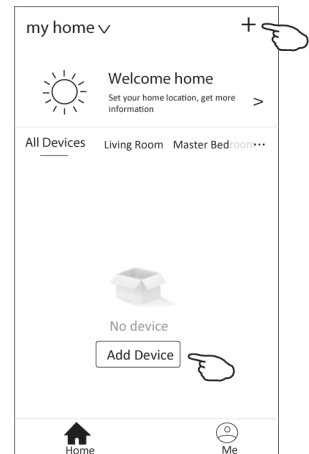 my home
Welcome home
Set your home location, get more
information
All Devices Living Room Master Bedroom ...
No device
Add Device
Home Me